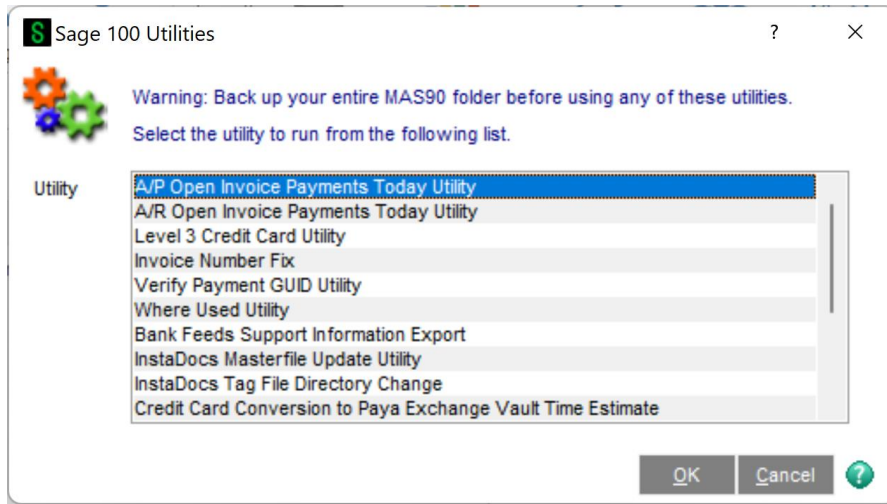 S Sage 100 Utilities ?
Warning: Back up your entire MAS90 folder before using any of these utilities.
Select the utility to run from the following list.
Utility
A/P Open Invoice Payments Today Utility
A/R Open Invoice Payments Today Utility
Level 3 Credit Card Utility
Invoice Number Fix
Verify Payment GUID Utility
Where Used Utility
Bank Feeds Support Information Export
InstaDocs Masterfile Update Utility
InstaDocs Tag File Directory Change
Credit Card Conversion to Paya Exchange Vault Time Estimate
OK Cancel ?